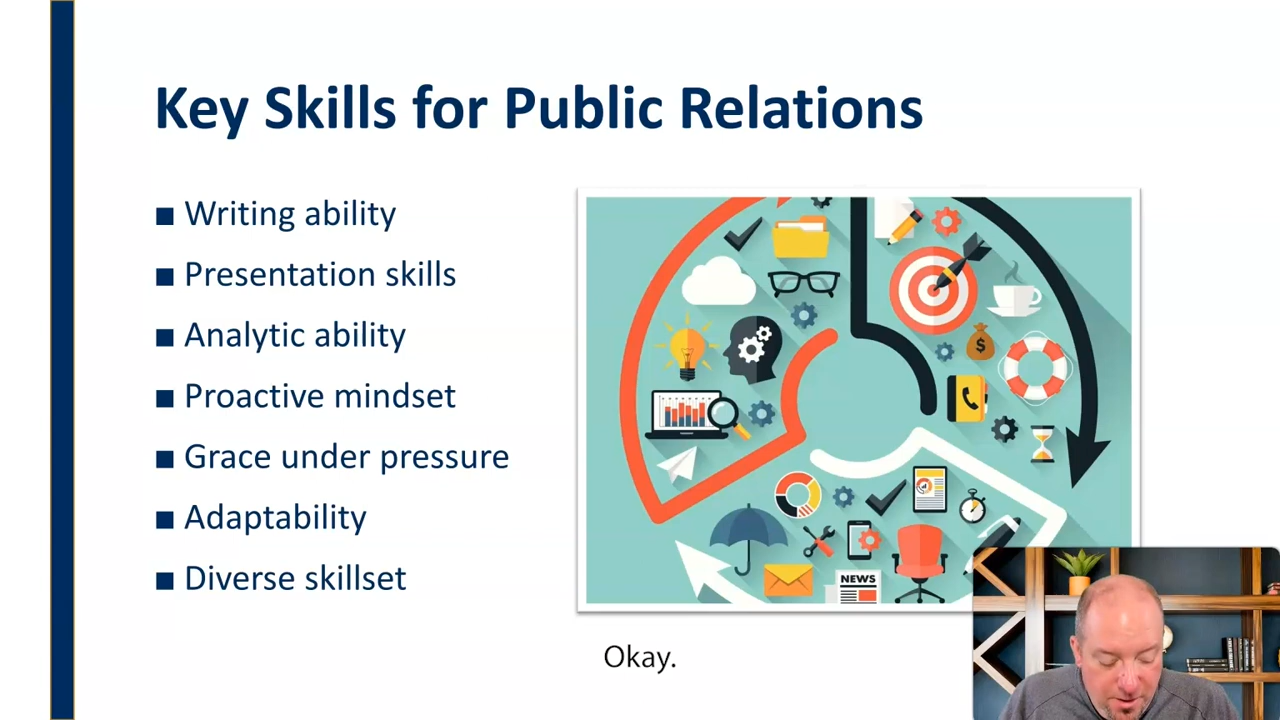 Key Skills for Public Relations
■ Writing ability
■ Presentation skills
■ Analytic ability
■ Proactive mindset
■ Grace under pressure
■ Adaptability
■ Diverse skillset
$
NEWS
Okay.